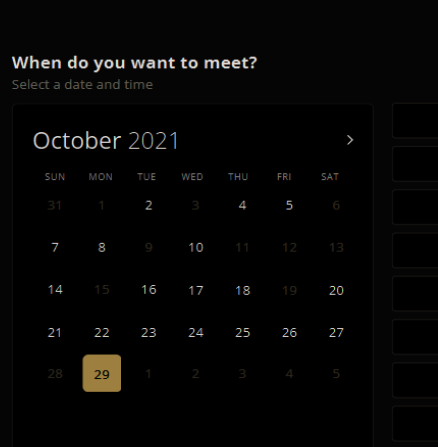 When do you want to meet?
Select a date and time
October 2021
SUN MON TUE WED THU FRI SAT
31 1 2 3 4 5 6
7 8 9 10 11 12 13
14 15 16 17 18 19 20
21 22 23 24 25 26 27
28 29 1 2 3 4 5